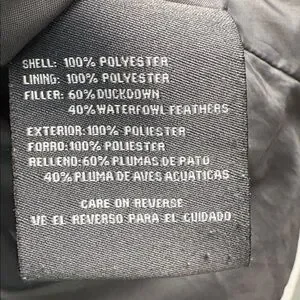 SHELL: 100% POLYESTER
LINING: 100% POLYESTER
FILLER: 60% DUCKDOWN
40% WATERFOWL FEATHERS
EXTERIOR: 100% POLIESTER
FORRO: 100% POLIESTER
RELLENO: 60% PLUMAS DE PATO
40% PLUMA DE AVES ACUATICAS
CARE ON REVERSE
VE EL REVERSO PARA EL CUIDADO